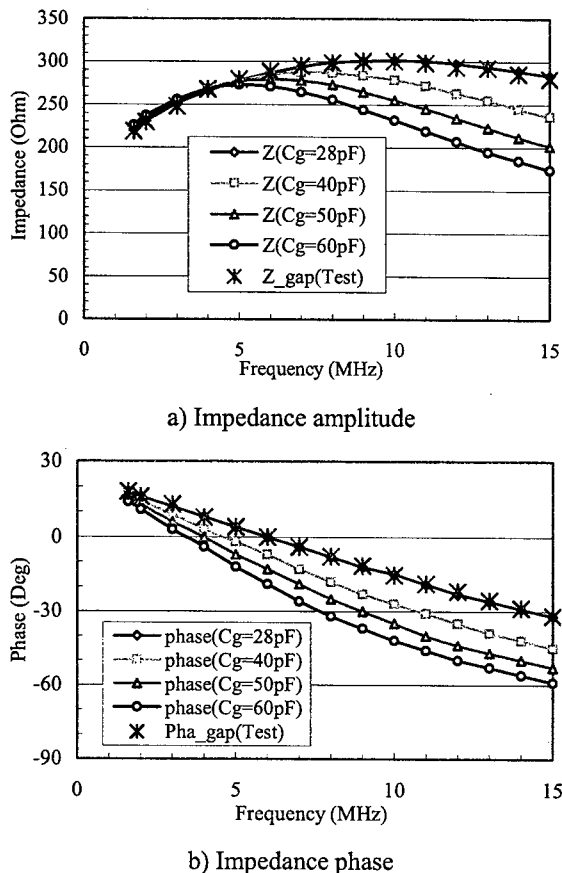 350
300
250
200
150
100
50
0
Impedance (Ohm)
Z(Cg=28pF)
Z(Cg=40pF)
Z(Cg=50pF)
Z(Cg=60pF)
Z_gap(Test)
0 5 10 15
Frequency (MHz)
a) Impedance amplitude
30
0
-30
-60
-90
Phase (Deg)
phase(Cg=28pF)
phase(Cg=40pF)
phase(Cg=50pF)
phase(Cg=60pF)
Pha_gap(Test)
0 5 10 15
Frequency (MHz)
b) Impedance phase